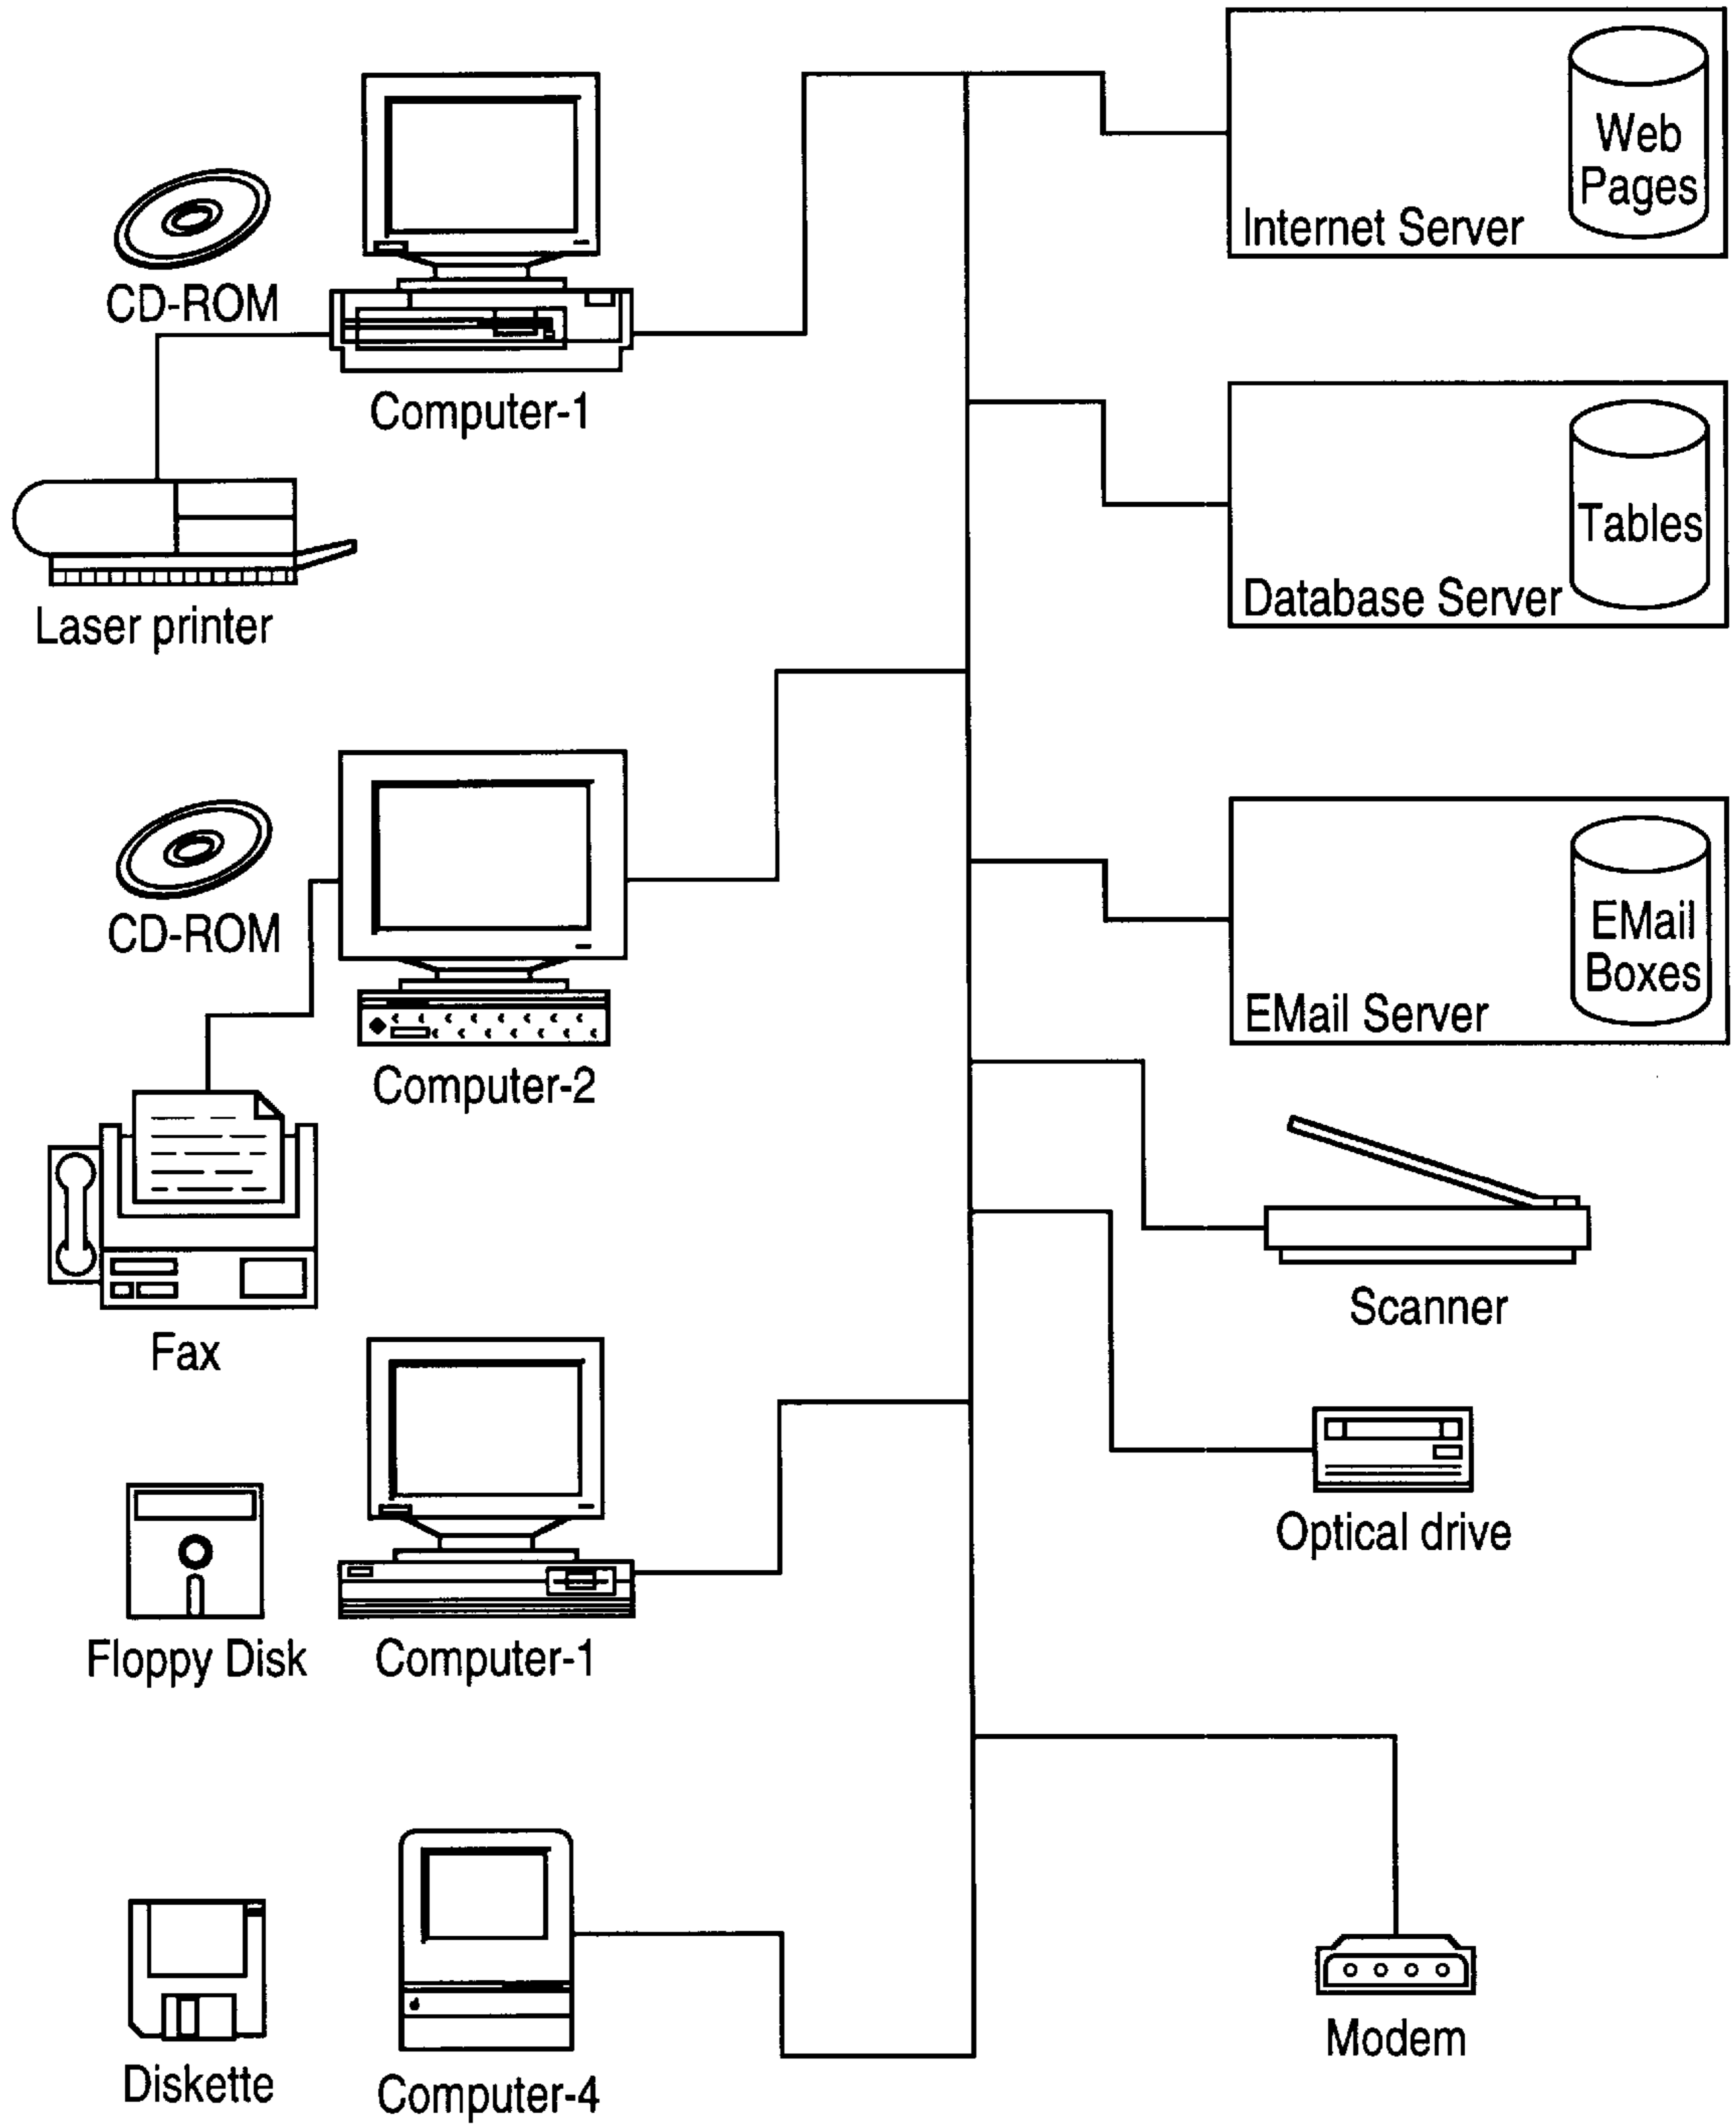 Web
Pages
Internet Server
CD-ROM
Computer-1
Laser printer
Tables
Database Server
CD-ROM
Computer-2
EMail
Boxes
EMail Server
Fax
Scanner
Optical drive
Floppy Disk
Computer-1
Diskette
Computer-4
Modem